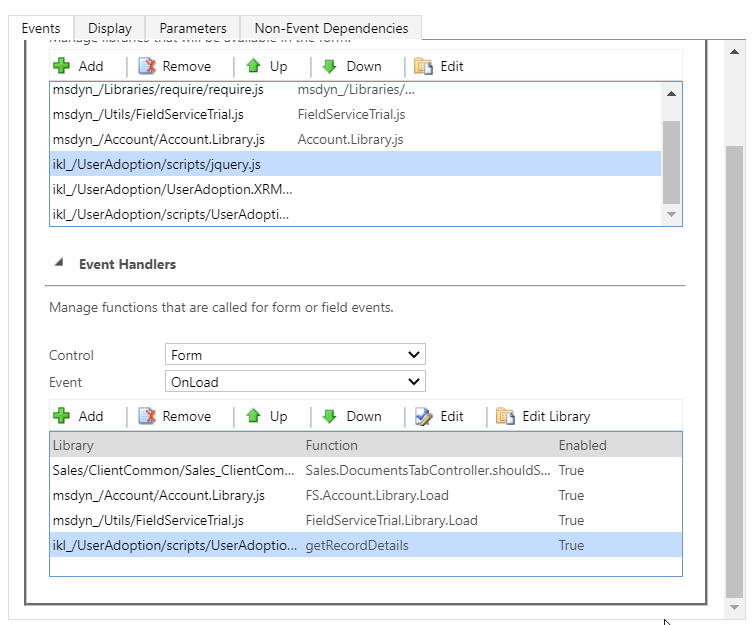 Events Display Parameters Non-Event Dependencies
Manage libraries that will be available in the form.
Add Remove Up Down Edit
msdyn_/Libraries/require/require.js msdyn_/Libraries/...
msdyn_/Utils/FieldServiceTrial.js FieldServiceTrial.js
msdyn_/Account/Account.Library.js Account.Library.js
ikl_/UserAdoption/scripts/jquery.js
ikl_/UserAdoption/UserAdoption.XRM...
ikl_/UserAdoption/scripts/UserAdopti...
Event Handlers
Manage functions that are called for form or field events.
Control Form
Event OnLoad
Add Remove Up Down Edit Edit Library
Library Function Enabled
Sales/ClientCommon/Sales_ClientCom... Sales.DocumentsTabController.shouldS... True
msdyn_/Account/Account.Library.js FS.Account.Library.Load True
msdyn_/Utils/FieldServiceTrial.js FieldServiceTrial.Library.Load True
ikl_/UserAdoption/scripts/UserAdoptio... getRecordDetails True